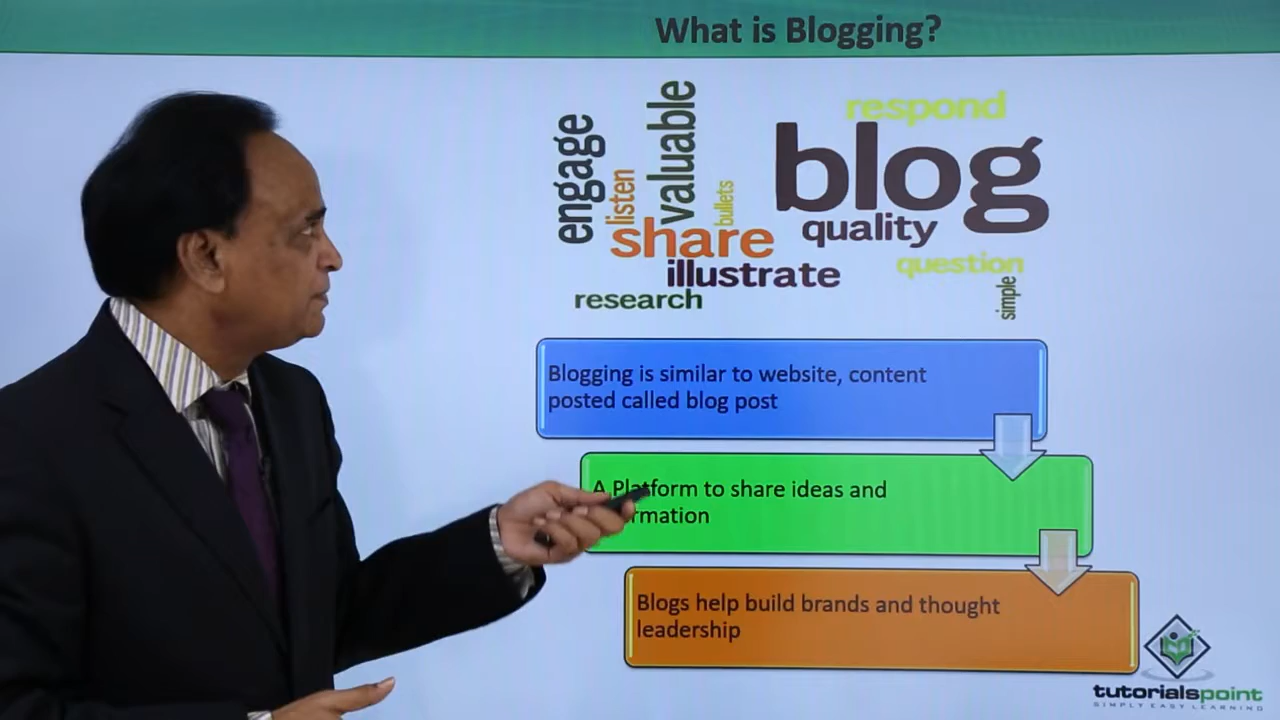 What is Blogging?
respond
engage
listen
valuable
bullets
blog
share
quality
illustrate
question
research
simple
Blogging is similar to website, content
posted called blog post
A Platform to share ideas and
rmation
Blogs help build brands and thought
leadership
tutorialspoint
SIMPLY EASY LEARNING